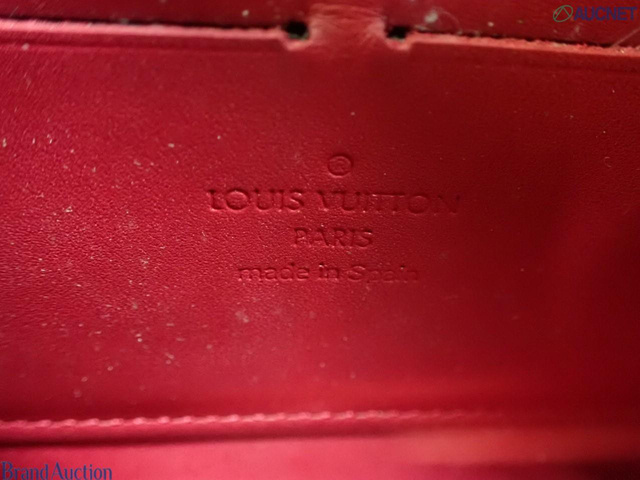 AUCNET
®
LOUIS VUITTON
PARIS
made in Spain
Brand Auction